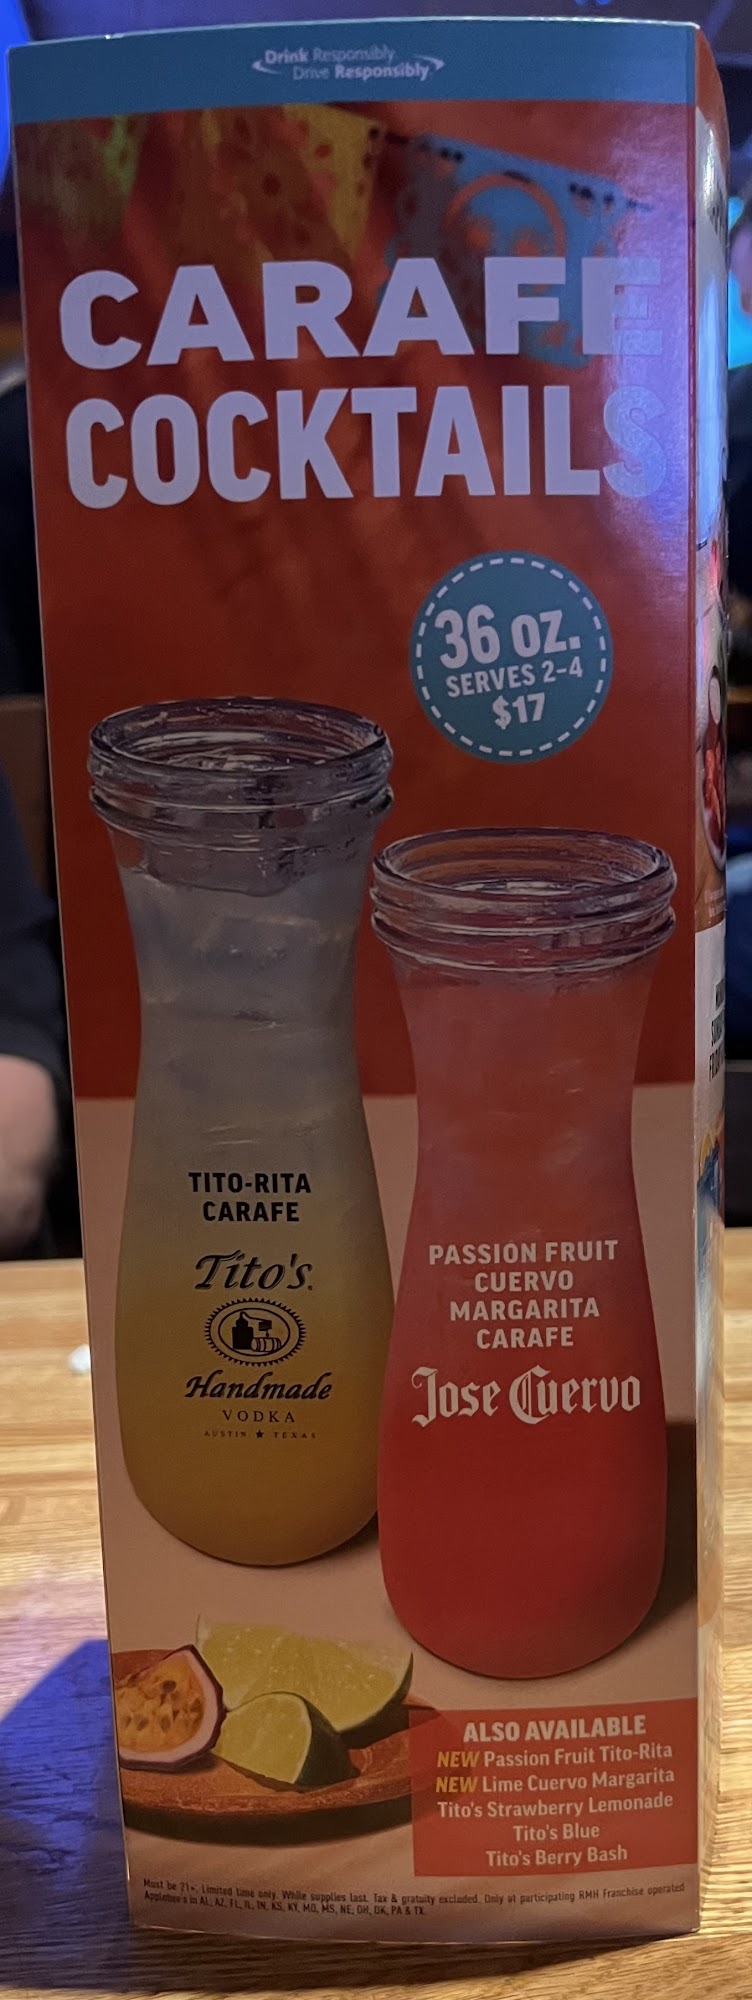 Drink Responsibly
Drive Responsibly
CARAFE
COCKTAILS
36 oz.
SERVES 2-4
$17
TITO-RITA
CARAFE
Tito's
Handmade
VODKA
AUSTIN ★ TEXAS
PASSION FRUIT
CUERVO
MARGARITA
CARAFE
Jose Cuervo
ALSO AVAILABLE
NEW Passion Fruit Tito-Rita
NEW Lime Cuervo Margarita
Tito's Strawberry Lemonade
Tito's Blue
Tito's Berry Bash
Must be 21+. Limited time only. While supplies last. Tax & gratuity excluded. Only at participating RMH Franchise operated
Applebee's in AL, AZ, FL, IL, IN, KS, KY, MO, MS, NE, OH, OK, PA & TX.